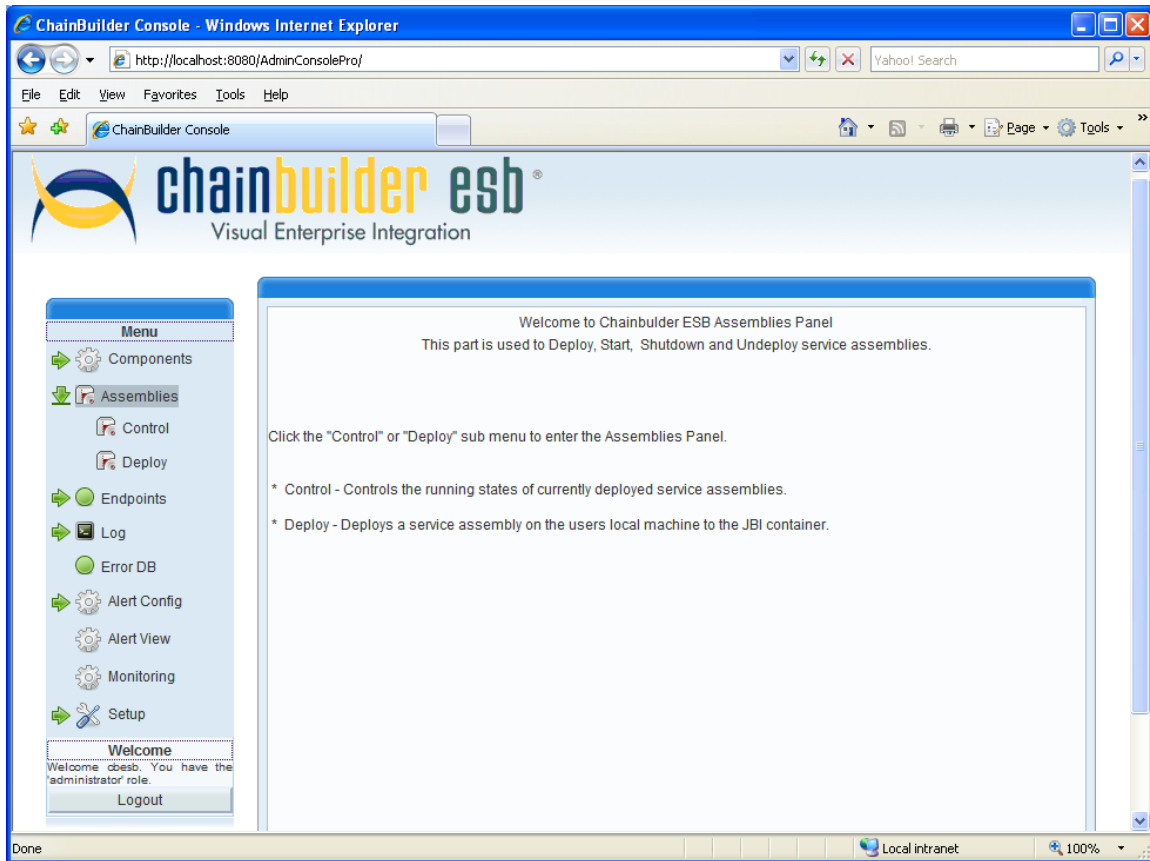 ChainBuilder Console - Windows Internet Explorer
http://localhost:8080/AdminConsolePro/
Yahoo! Search
File Edit View Favorites Tools Help
ChainBuilder Console
Page Tools »
chainbuilder esb ®
Visual Enterprise Integration
Menu
Components
Assemblies
Control
Deploy
Endpoints
Log
Error DB
Alert Config
Alert View
Monitoring
Setup
Welcome
Welcome cbesb. You have the
'administrator' role.
Logout
Welcome to Chainbulder ESB Assemblies Panel
This part is used to Deploy, Start, Shutdown and Undeploy service assemblies.
Click the "Control" or "Deploy" sub menu to enter the Assemblies Panel.
* Control - Controls the running states of currently deployed service assemblies.
* Deploy - Deploys a service assembly on the users local machine to the JBI container.
Done
Local intranet
100%